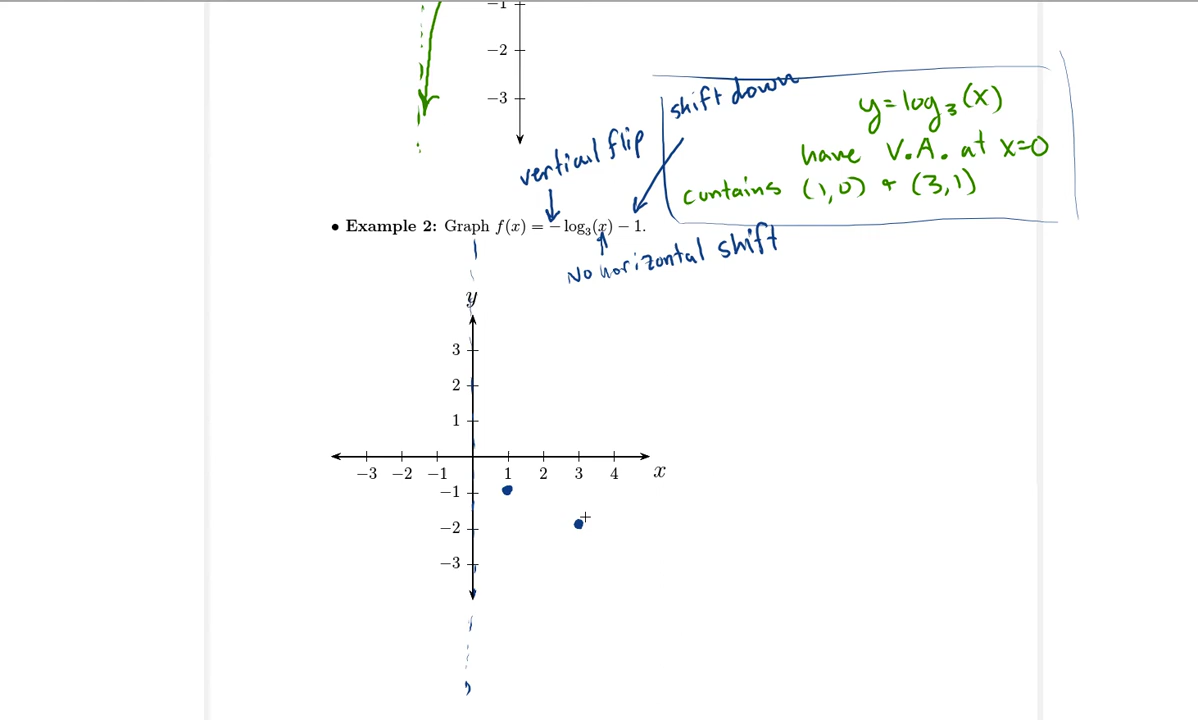 −1
−2
−3
shift down
y=log₃(x)
have V.A. at x=0
contains (1,0) + (3,1)
vertical flip
• Example 2: Graph f(x) = − log₃(x) − 1.
No horizontal shift
y
3
2
1
−3 −2 −1 1 2 3 4 x
−1
−2
−3